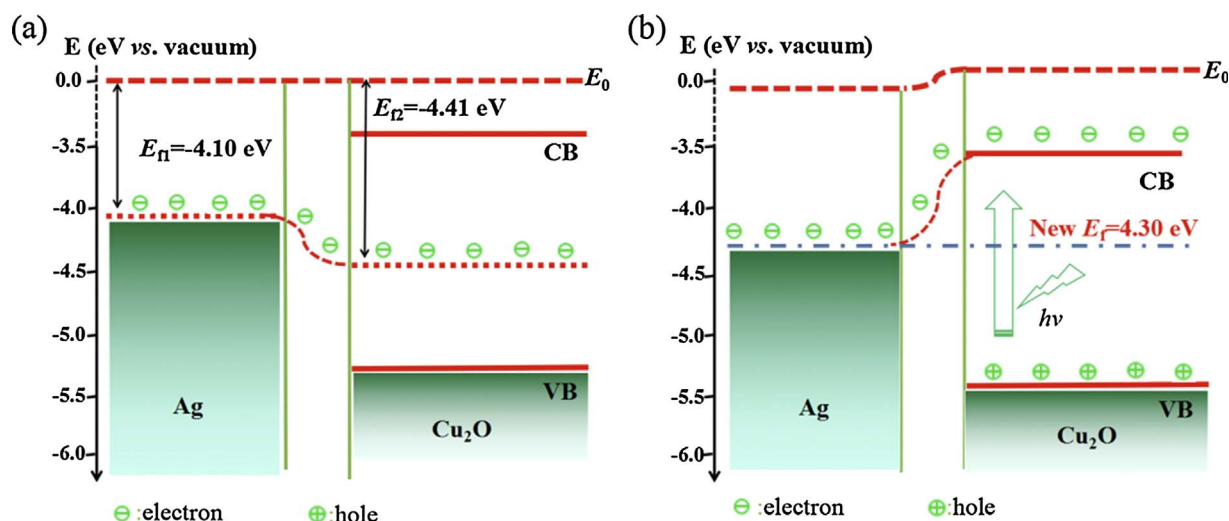 (a)
E (eV vs. vacuum)
0.0
-3.5
-4.0
-4.5
-5.0
-5.5
-6.0
E₀
E_f1=-4.10 eV
E_f2=-4.41 eV
CB
VB
Ag
Cu₂O
⊖:electron
⊕:hole
(b)
E (eV vs. vacuum)
0.0
-3.5
-4.0
-4.5
-5.0
-5.5
-6.0
E₀
CB
New E_f=4.30 eV
hν
VB
Ag
Cu₂O
⊖:electron
⊕:hole